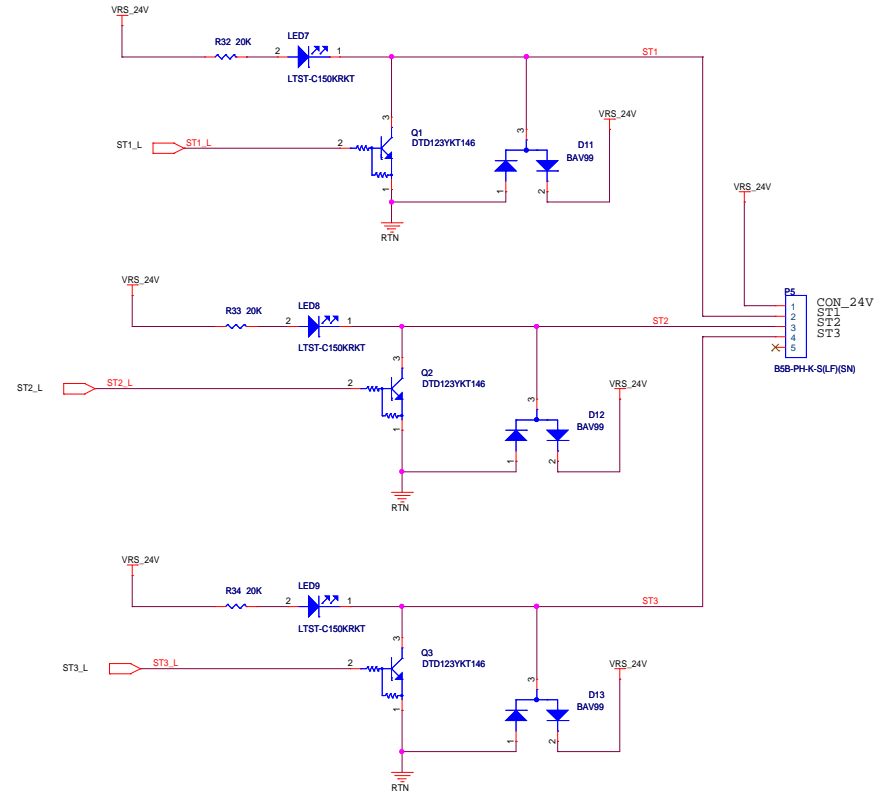 VRS_24V
R32 20K
LED7
2
1
LTST-C150KRKT
ST1
ST1_L
ST1_L
2
3
Q1
DTD123YKT146
1
RTN
3
D11
BAV99
1
2
VRS_24V
VRS_24V
P5
1
2
3
4
5
CON_24V
ST1
ST2
ST3
B5B-PH-K-S(LF)(SN)
VRS_24V
R33 20K
LED8
2
1
LTST-C150KRKT
ST2
ST2_L
ST2_L
2
3
Q2
DTD123YKT146
1
RTN
3
D12
BAV99
1
2
VRS_24V
VRS_24V
R34 20K
LED9
2
1
LTST-C150KRKT
ST3
ST3_L
ST3_L
2
3
Q3
DTD123YKT146
1
RTN
3
D13
BAV99
1
2
VRS_24V